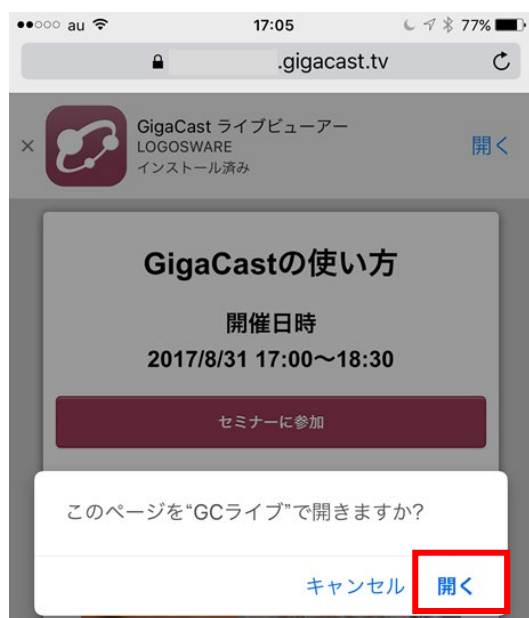 au 17:05 77%
.gigacast.tv
GigaCast ライブビューアー
LOGOSWARE
インストール済み
開く
GigaCastの使い方
開催日時
2017/8/31 17:00～18:30
セミナーに参加
このページを“GCライブ”で開きますか?
キャンセル 開く